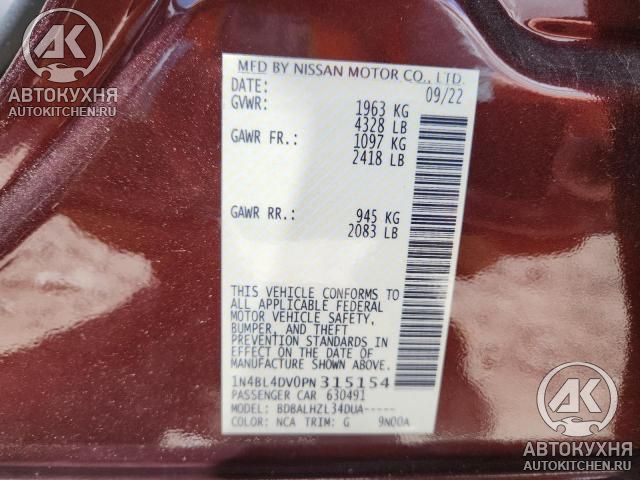 AK
АВТОКУХНЯ
AUTOKITCHEN.RU
MFD BY NISSAN MOTOR CO., LTD.
DATE: 09/22
GVWR: 1963 KG
4328 LB
GAWR FR.: 1097 KG
2418 LB
GAWR RR.: 945 KG
2083 LB
THIS VEHICLE CONFORMS TO
ALL APPLICABLE FEDERAL
MOTOR VEHICLE SAFETY,
BUMPER, AND THEFT
PREVENTION STANDARDS IN
EFFECT ON THE DATE OF
MANUFACTURE SHOWN ABOVE.
1N4BL4DV0PN315154
PASSENGER CAR 630491
MODEL: BDBALHZL34DUA-----
COLOR: NCA TRIM: G 9N00A
AK
АВТОКУХНЯ
AUTOKITCHEN.RU